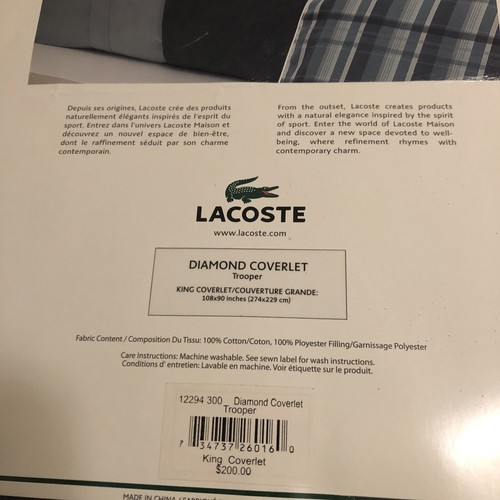 Depuis ses origines, Lacoste crée des produits
naturellement élégants inspirés de l'esprit du
sport. Entrez dans l'univers Lacoste Maison et
découvrez un nouvel espace de bien-être,
dont le raffinement séduit par son charme
contemporain.
From the outset, Lacoste creates products
with a natural elegance inspired by the spirit
of sport. Enter the world of Lacoste Maison
and discover a new space devoted to well-
being, where refinement rhymes with
contemporary charm.
LACOSTE
www.lacoste.com
DIAMOND COVERLET
Trooper
KING COVERLET/COUVERTURE GRANDE:
108x90 inches (274x229 cm)
Fabric Content / Composition Du Tissu: 100% Cotton/Coton, 100% Ployester Filling/Garnissage Polyester
Care Instructions: Machine washable. See sewn label for wash instructions.
Conditions d' entretien: Lavable en machine. Voir étiquette sur le produit.
12294 300 Diamond Coverlet
Trooper
7 34737 26016 0
King Coverlet
$200.00
MADE IN CHINA /